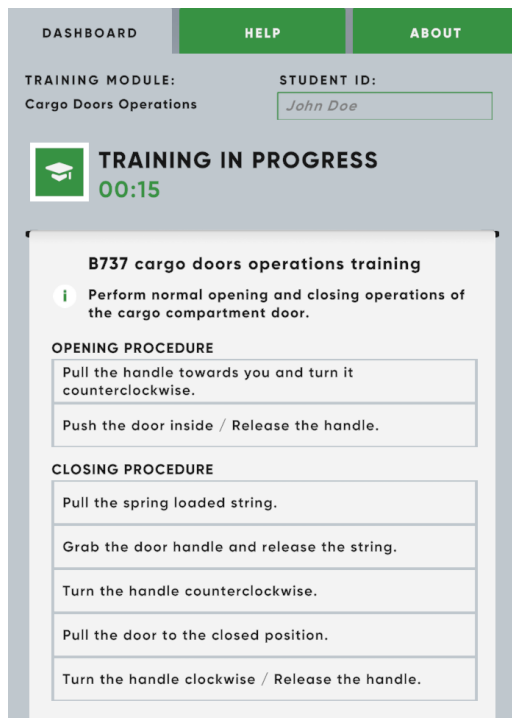 DASHBOARD HELP ABOUT
TRAINING MODULE: STUDENT ID:
Cargo Doors Operations John Doe
TRAINING IN PROGRESS
00:15
B737 cargo doors operations training
i Perform normal opening and closing operations of
the cargo compartment door.
OPENING PROCEDURE
Pull the handle towards you and turn it
counterclockwise.
Push the door inside / Release the handle.
CLOSING PROCEDURE
Pull the spring loaded string.
Grab the door handle and release the string.
Turn the handle counterclockwise.
Pull the door to the closed position.
Turn the handle clockwise / Release the handle.